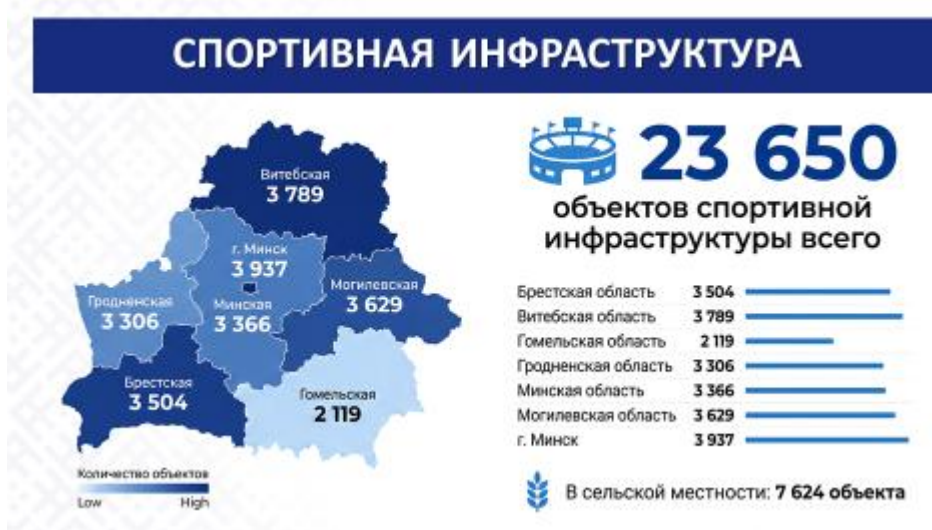 СПОРТИВНАЯ ИНФРАСТРУКТУРА
Витебская
3 789
г. Минск
3 937
Могилевская
3 629
Гродненская
3 306
Минская
3 366
Брестская
3 504
Гомельская
2 119
Количество объектов
Low High
23 650
объектов спортивной
инфраструктуры всего
Брестская область 3 504
Витебская область 3 789
Гомельская область 2 119
Гродненская область 3 306
Минская область 3 366
Могилевская область 3 629
г. Минск 3 937
В сельской местности: 7 624 объекта